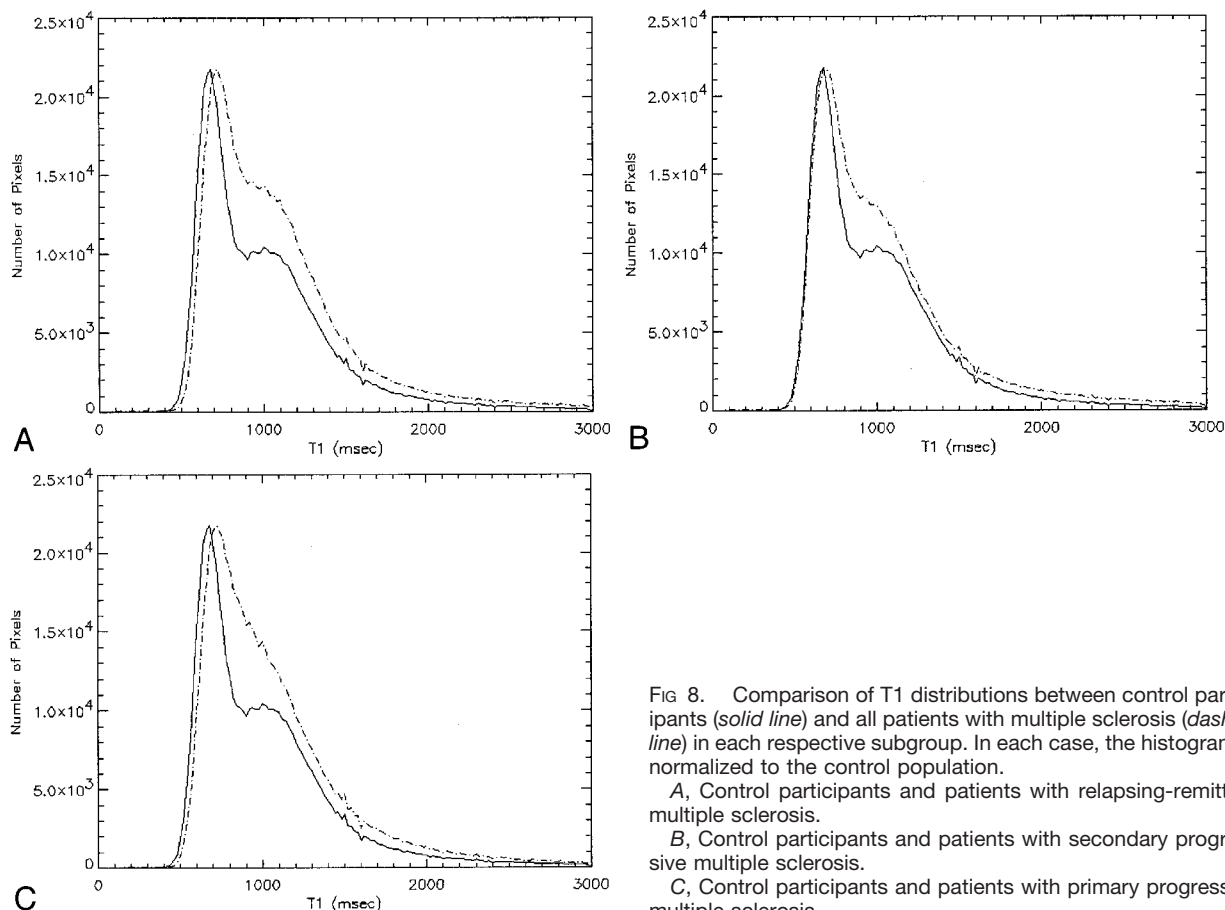 2.5×10⁴
2.0×10⁴
1.5×10⁴
1.0×10⁴
5.0×10³
0
Number of Pixels
0 1000 2000 3000
T1 (msec)
A
2.5×10⁴
2.0×10⁴
1.5×10⁴
1.0×10⁴
5.0×10³
0
Number of Pixels
0 1000 2000 3000
T1 (msec)
B
2.5×10⁴
2.0×10⁴
1.5×10⁴
1.0×10⁴
5.0×10³
0
Number of Pixels
0 1000 2000 3000
T1 (msec)
C
FIG 8. Comparison of T1 distributions between control par
ipants (solid line) and all patients with multiple sclerosis (dash
line) in each respective subgroup. In each case, the histogran
normalized to the control population.
A, Control participants and patients with relapsing-remitt
multiple sclerosis.
B, Control participants and patients with secondary progr
sive multiple sclerosis.
C, Control participants and patients with primary progress
multiple sclerosis.